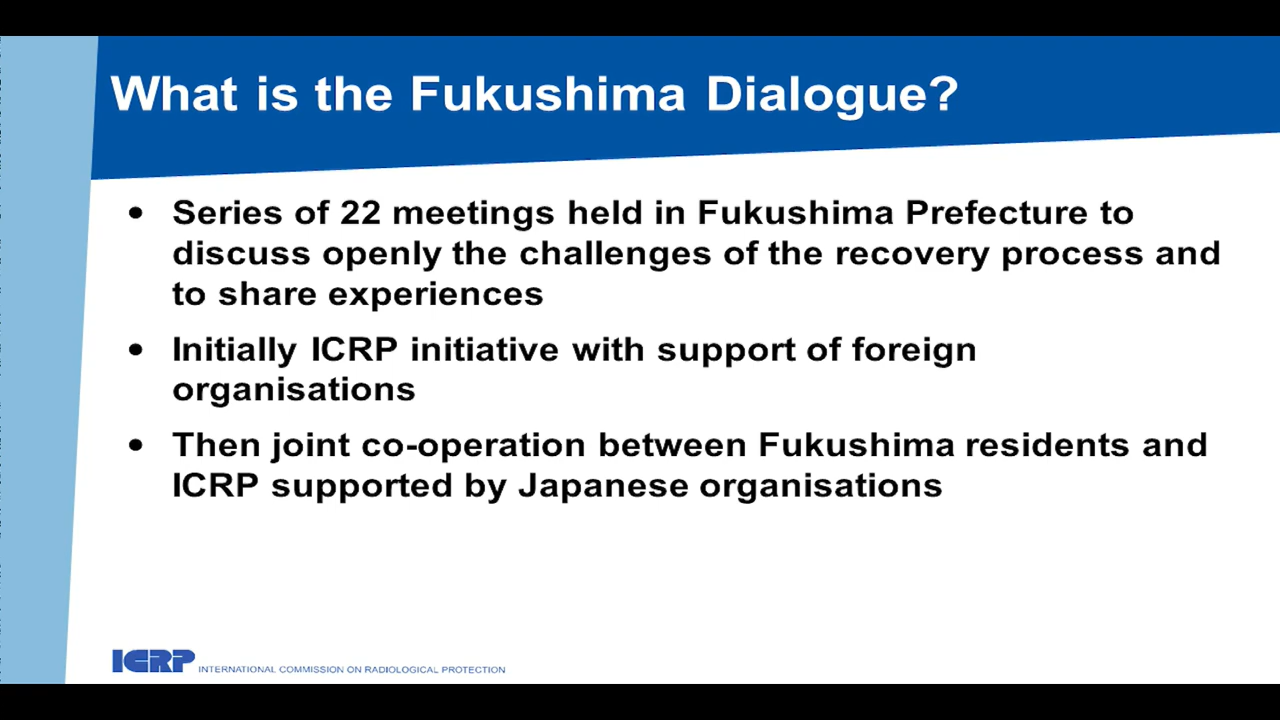 What is the Fukushima Dialogue?
• Series of 22 meetings held in Fukushima Prefecture to
discuss openly the challenges of the recovery process and
to share experiences
• Initially ICRP initiative with support of foreign
organisations
• Then joint co-operation between Fukushima residents and
ICRP supported by Japanese organisations
ICRP INTERNATIONAL COMMISSION ON RADIOLOGICAL PROTECTION